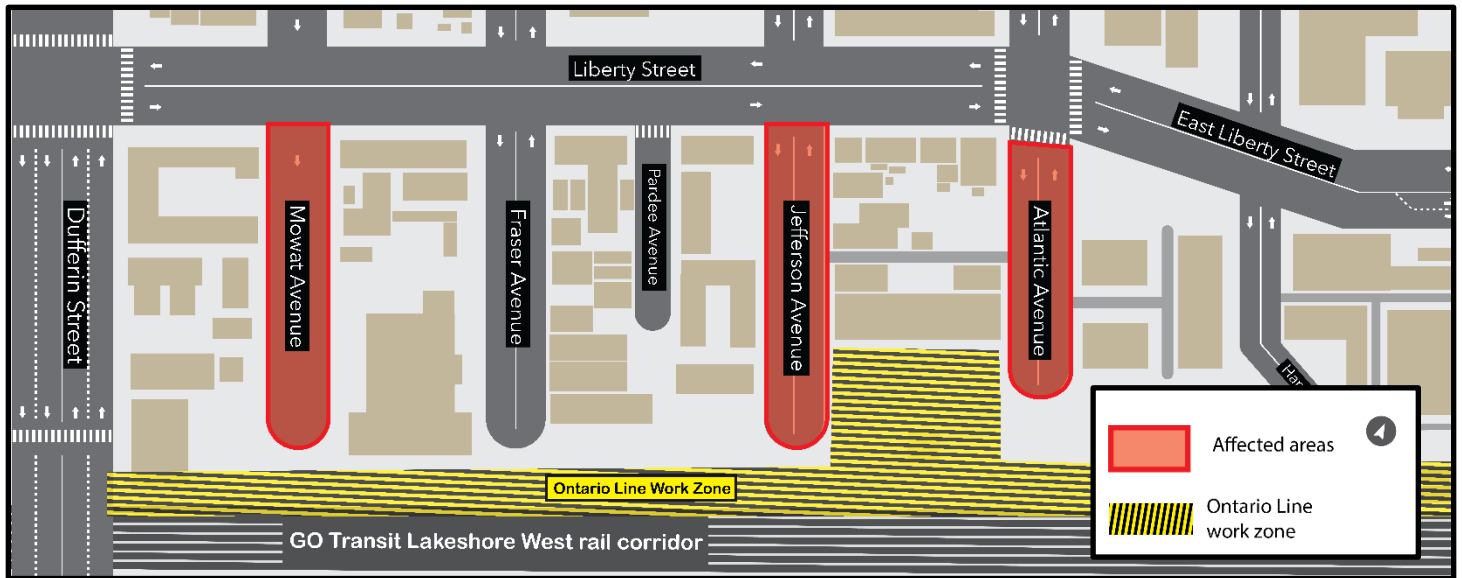 Liberty Street
East Liberty Street
Dufferin Street
Mowat Avenue
Fraser Avenue
Pardee Avenue
Jefferson Avenue
Atlantic Avenue
Har
Ontario Line Work Zone
GO Transit Lakeshore West rail corridor
Affected areas
Ontario Line
work zone